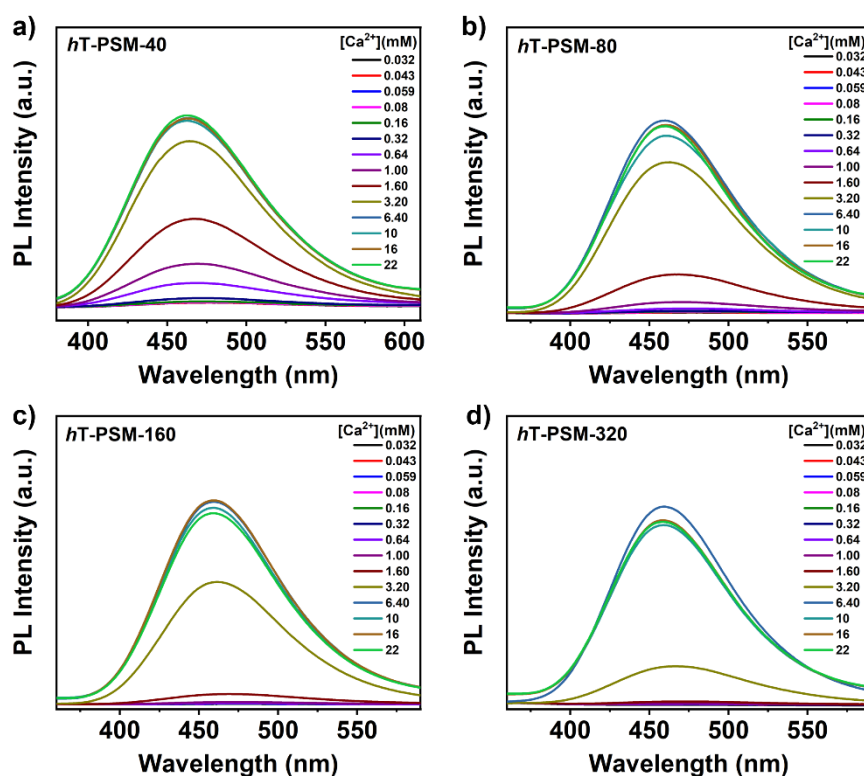 a)
hT-PSM-40
[Ca²⁺](mM)
0.032
0.043
0.059
0.08
0.16
0.32
0.64
1.00
1.60
3.20
6.40
10
16
22
PL Intensity (a.u.)
400 450 500 550 600
Wavelength (nm)
b)
hT-PSM-80
[Ca²⁺](mM)
0.032
0.043
0.059
0.08
0.16
0.32
0.64
1.00
1.60
3.20
6.40
10
16
22
PL Intensity (a.u.)
400 450 500 550
Wavelength (nm)
c)
hT-PSM-160
[Ca²⁺](mM)
0.032
0.043
0.059
0.08
0.16
0.32
0.64
1.00
1.60
3.20
6.40
10
16
22
PL Intensity (a.u.)
400 450 500 550
Wavelength (nm)
d)
hT-PSM-320
[Ca²⁺](mM)
0.032
0.043
0.059
0.08
0.16
0.32
0.64
1.00
1.60
3.20
6.40
10
16
22
PL Intensity (a.u.)
400 450 500 550
Wavelength (nm)